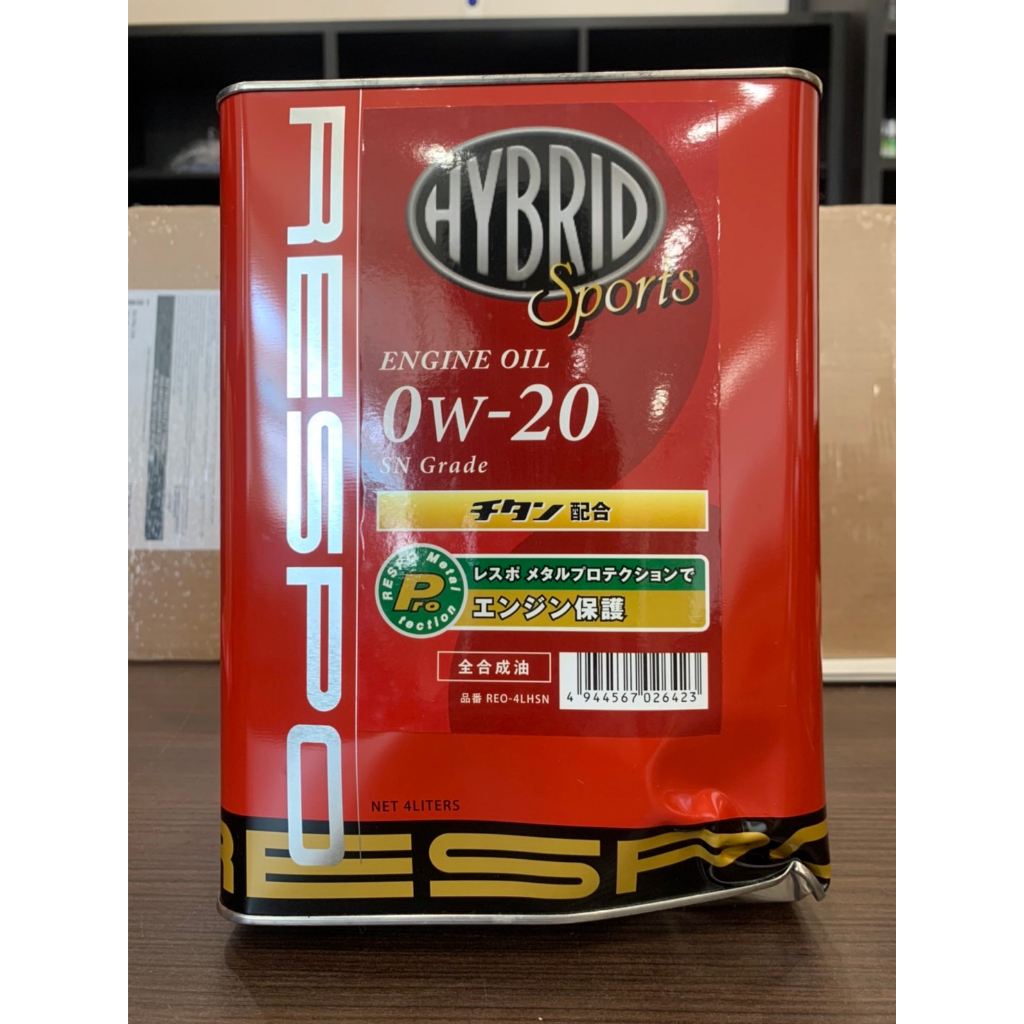 RESPO
HYBRID
Sports
ENGINE OIL
0W-20
SN Grade
チタン配合
RESPO Metal
Pro
tection
レスポ メタルプロテクションで
エンジン保護
全合成油
品番 REO-4LHSN
4 944567 026423
NET 4LITERS
RESPO